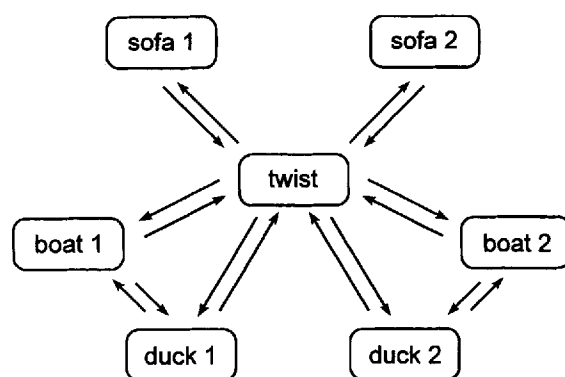 sofa 1
sofa 2
twist
boat 1
boat 2
duck 1
duck 2